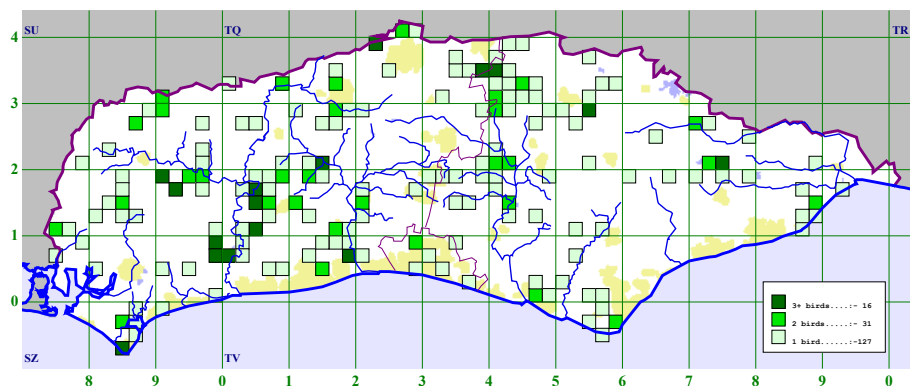 SU TQ TR
4
3
2
1
0
3+ birds....:- 16
2 birds.....:- 31
1 bird......:-127
SZ TV
8 9 0 1 2 3 4 5 6 7 8 9 0